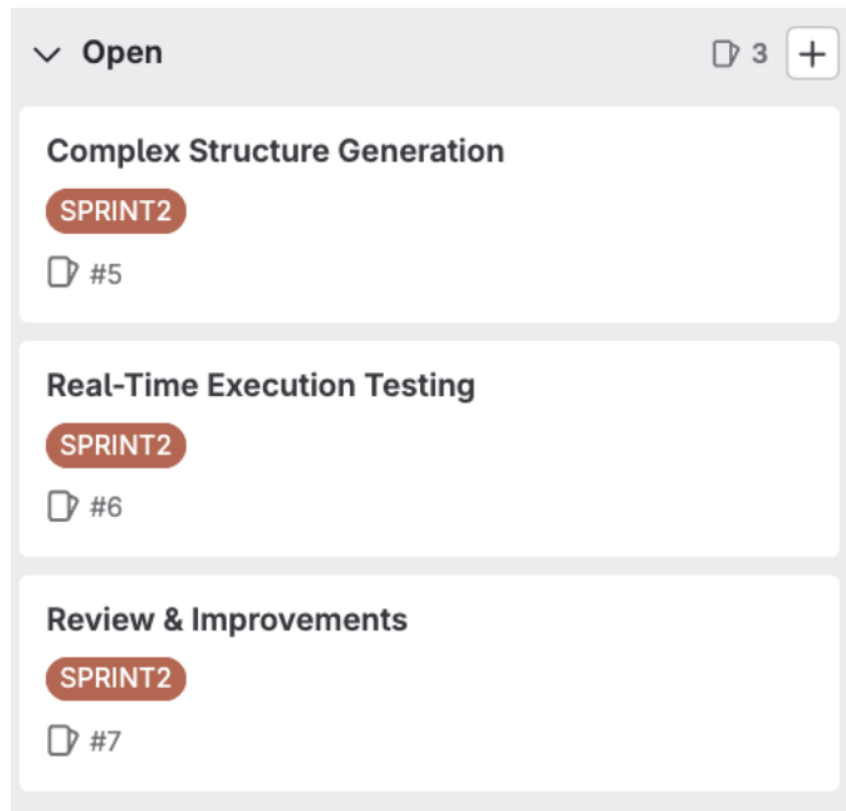 Open 3
Complex Structure Generation
SPRINT2
#5
Real-Time Execution Testing
SPRINT2
#6
Review & Improvements
SPRINT2
#7